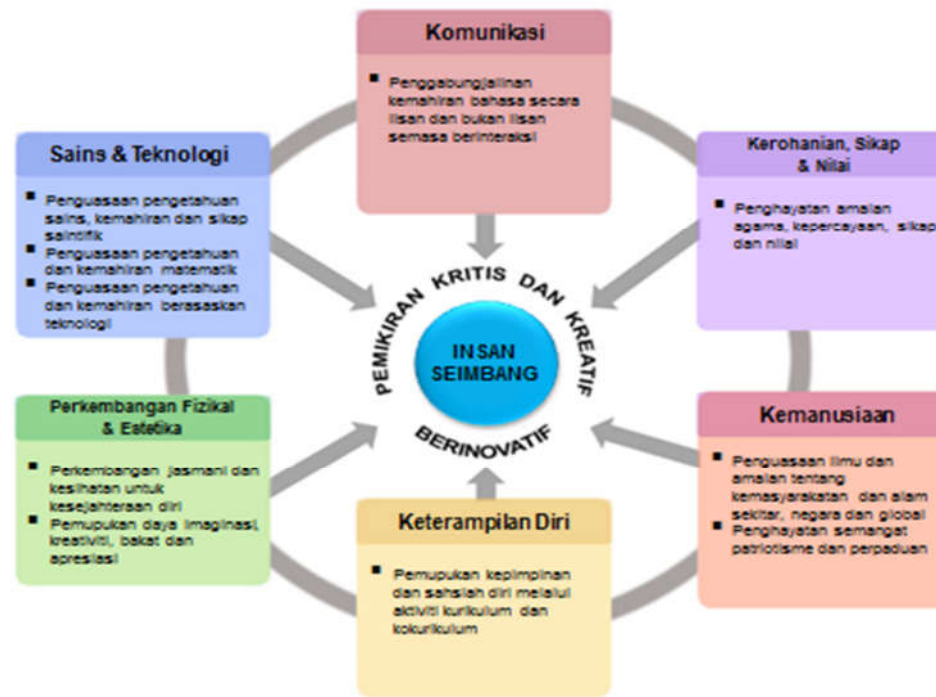 Komunikasi
▪ Penggabungjalinan
kemahiran bahasa secara
lisan dan bukan lisan
semasa berinteraksi
Kerohanian, Sikap
& Nilai
▪ Penghayatan amalan
agama, kepercayaan, sikap
dan nilai
Kemanusiaan
▪ Penguasaan ilmu dan
amalan tentang
kemasyarakatan dan alam
sekitar, negara dan global
▪ Penghayatan semangat
patriotisme dan perpaduan
Keterampilan Diri
▪ Pemupukan kepimpinan
dan sahsiah diri melalui
aktiviti kurikulum dan
kokurikulum
Perkembangan Fizikal
& Estetika
▪ Perkembangan jasmani dan
kesihatan untuk
kesejahteraan diri
▪ Pemupukan daya imaginasi,
kreativiti, bakat dan
apresiasi
Sains & Teknologi
▪ Penguasaan pengetahuan
sains, kemahiran dan sikap
saintifik
▪ Penguasaan pengetahuan
dan kemahiran matematik
▪ Penguasaan pengetahuan
dan kemahiran berasaskan
teknologi
PEMIKIRAN KRITIS DAN KREATIF
INSAN
SEIMBANG
BERINOVATIF